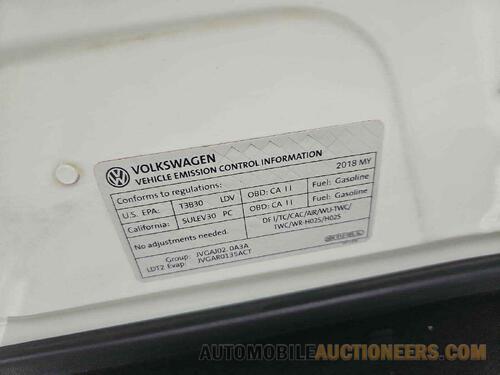 VOLKSWAGEN
VEHICLE EMISSION CONTROL INFORMATION 2018 MY
Conforms to regulations:
U.S. EPA: T3B30 LDV OBD: CA II Fuel: Gasoline
California: SULEV30 PC OBD: CA II Fuel: Gasoline
No adjustments needed.
DFI/TC/CAC/AIR/WU-TWC/
TWC/WR-HO2S/HO2S
Group: JVGAJ02.0A3A
LDT2 Evap: JVGAR0135ACT
AUTOMOBILEAUCTIONEERS.COM